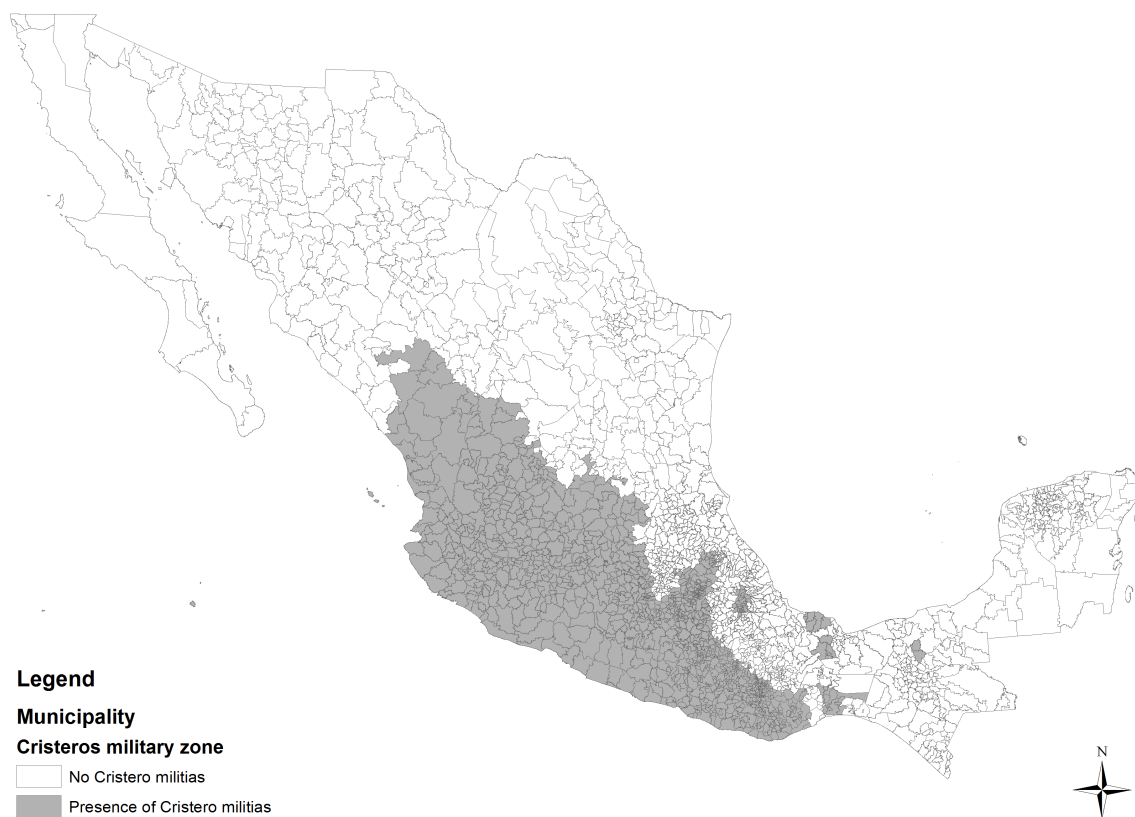 Legend
Municipality
Cristeros military zone
No Cristero militias
Presence of Cristero militias
N